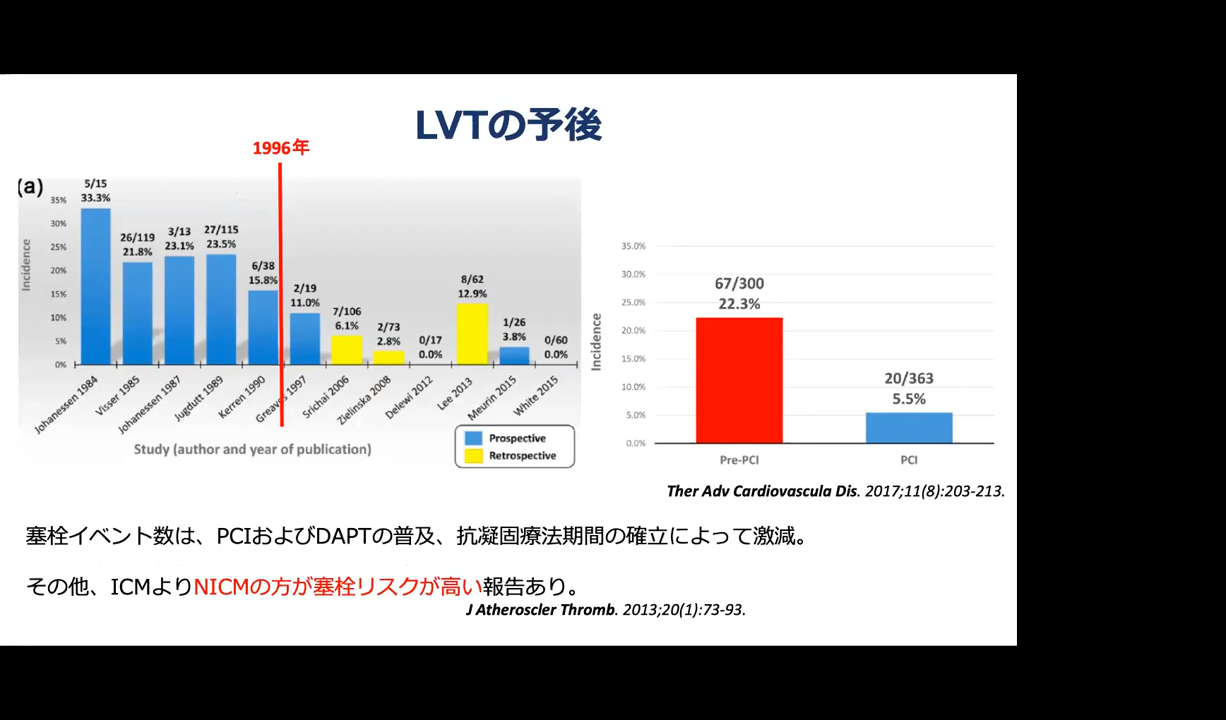 LVTの予後
1996年
(a)
Incidence
35%
30%
25%
20%
15%
10%
5%
0%
5/15
33.3%
26/119
21.8%
3/13
23.1%
27/115
23.5%
6/38
15.8%
2/19
11.0%
7/106
6.1%
2/73
2.8%
0/17
0.0%
8/62
12.9%
1/26
3.8%
0/60
0.0%
Johanessen 1984
Visser 1985
Johanessen 1987
Jugdutt 1989
Kerren 1990
Greaves 1997
Srichai 2006
Zielinska 2008
Delewi 2012
Lee 2013
Meurin 2015
White 2015
Study (author and year of publication)
Prospective
Retrospective
Incidence
35.0%
30.0%
25.0%
20.0%
15.0%
10.0%
5.0%
0.0%
67/300
22.3%
20/363
5.5%
Pre-PCI
PCI
Ther Adv Cardiovascula Dis. 2017;11(8):203-213.
塞栓イベント数は、PCIおよびDAPTの普及、抗凝固療法期間の確立によって激減。
その他、ICMよりNICMの方が塞栓リスクが高い報告あり。
J Atheroscler Thromb. 2013;20(1):73-93.